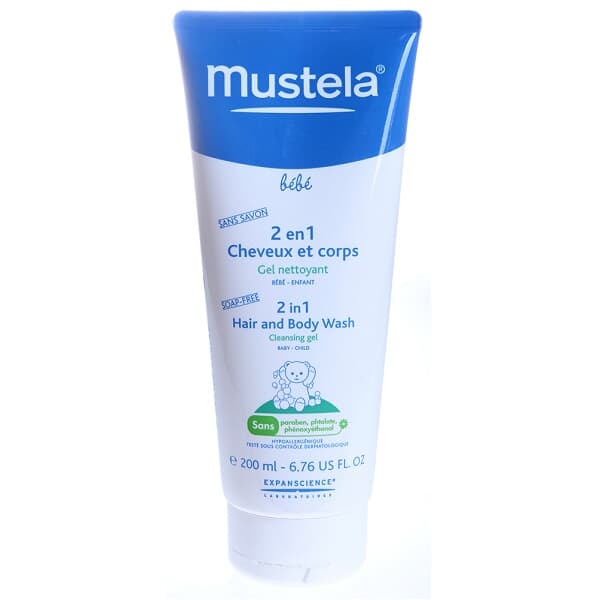 mustela®
bébé
SANS SAVON
2 en 1
Cheveux et corps
Gel nettoyant
BÉBÉ - ENFANT
SOAP-FREE
2 in 1
Hair and Body Wash
Cleansing gel
BABY - CHILD
Sans paraben, phtalate,
phénoxyéthanol
HYPOALLERGÉNIQUE
TESTÉ SOUS CONTRÔLE DERMATOLOGIQUE
e 200 ml - 6.76 US FL. OZ
EXPANSCIENCE®
LABORATOIRES